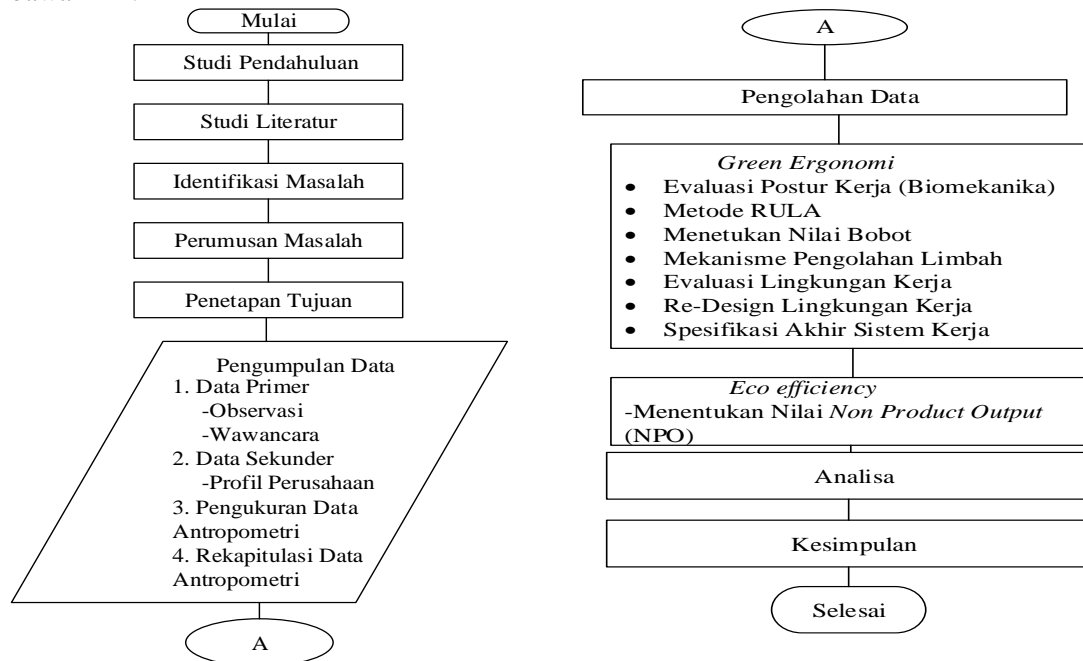 Mulai
Studi Pendahuluan
Studi Literatur
Identifikasi Masalah
Perumusan Masalah
Penetapan Tujuan
Pengumpulan Data
1. Data Primer
-Observasi
-Wawancara
2. Data Sekunder
-Profil Perusahaan
3. Pengukuran Data
Antropometri
4. Rekapitulasi Data
Antropometri
A
A
Pengolahan Data
Green Ergonomi
• Evaluasi Postur Kerja (Biomekanika)
• Metode RULA
• Menetukan Nilai Bobot
• Mekanisme Pengolahan Limbah
• Evaluasi Lingkungan Kerja
• Re-Design Lingkungan Kerja
• Spesifikasi Akhir Sistem Kerja
Eco efficiency
-Menentukan Nilai Non Product Output
(NPO)
Analisa
Kesimpulan
Selesai